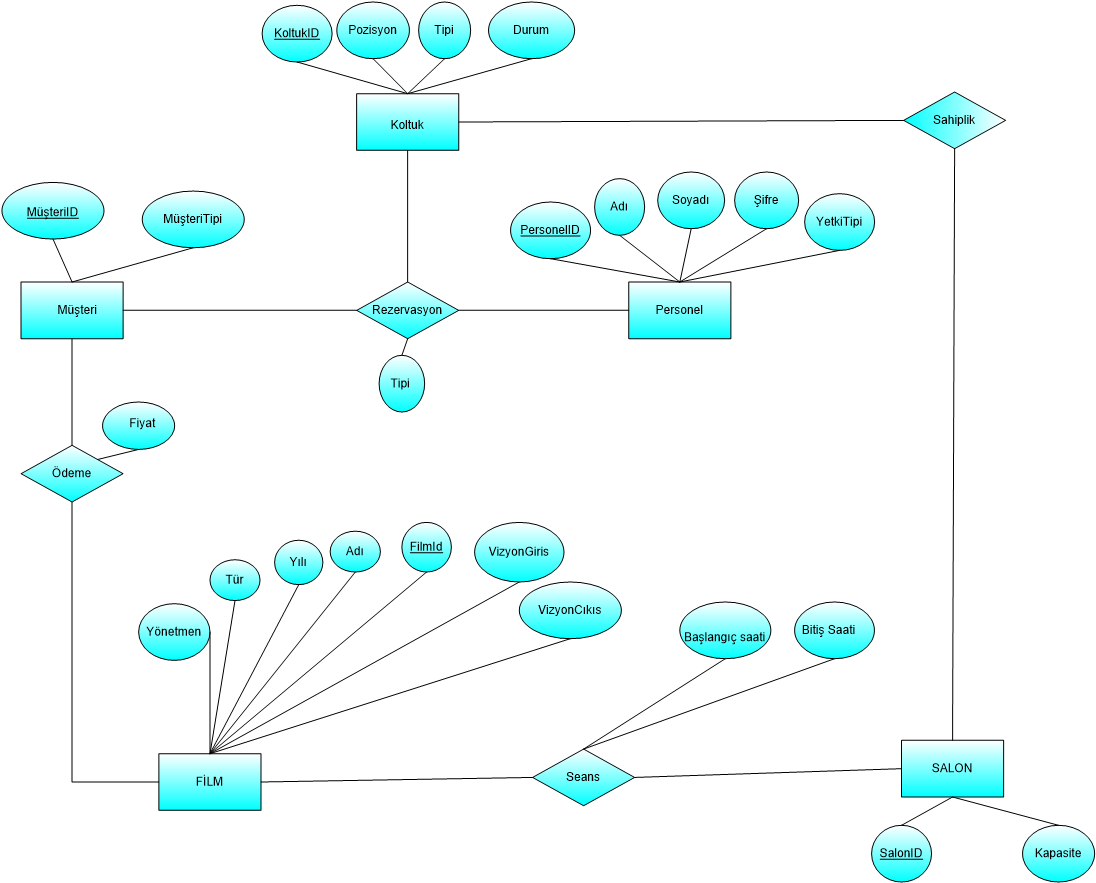 KoltukID
Pozisyon
Tipi
Durum
Koltuk
Sahiplik
MüşteriID
MüşteriTipi
PersonelID
Adı
Soyadı
Şifre
YetkiTipi
Müşteri
Rezervasyon
Personel
Tipi
Fiyat
Ödeme
Yönetmen
Tür
Yılı
Adı
FilmId
VizyonGiris
VizyonCıkıs
Başlangıç saati
Bitiş Saati
FİLM
Seans
SALON
SalonID
Kapasite